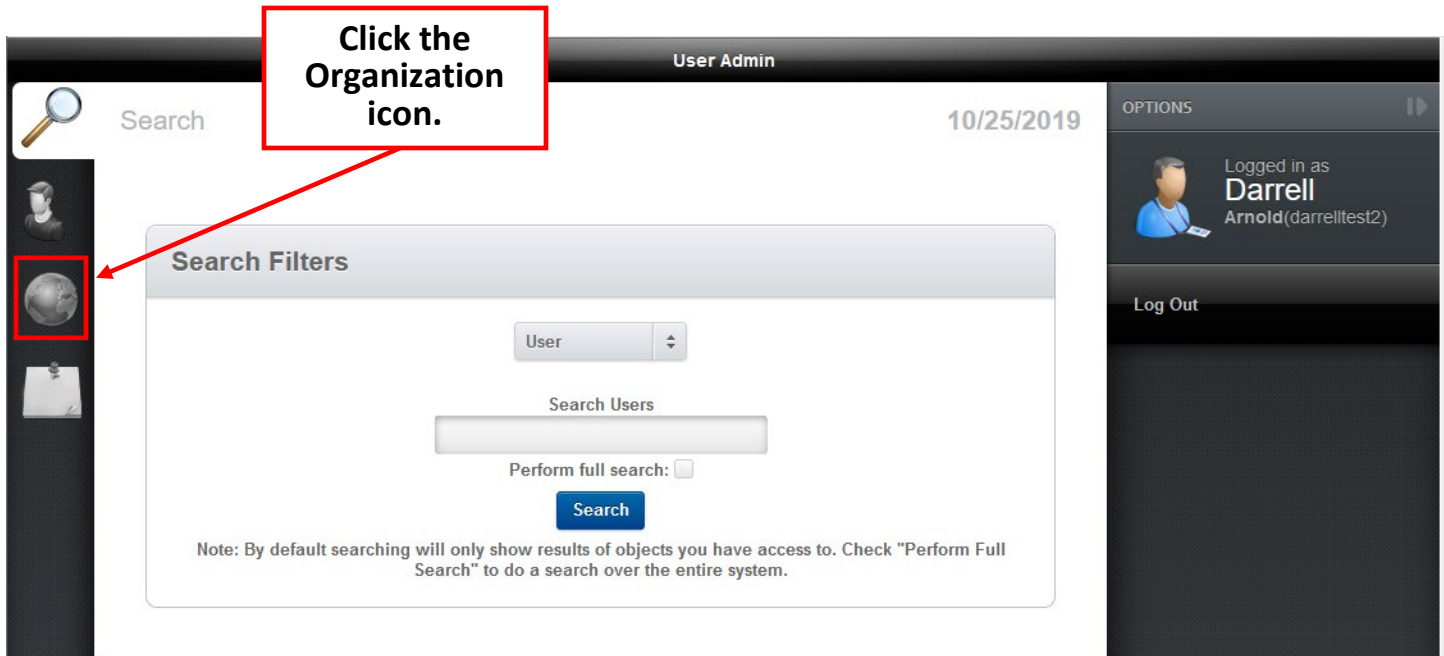 Click the
Organization
icon.
User Admin
Search
10/25/2019
OPTIONS
Logged in as
Darrell
Arnold(darrelltest2)
Log Out
Search Filters
User
Search Users
Perform full search:
Search
Note: By default searching will only show results of objects you have access to. Check "Perform Full
Search" to do a search over the entire system.